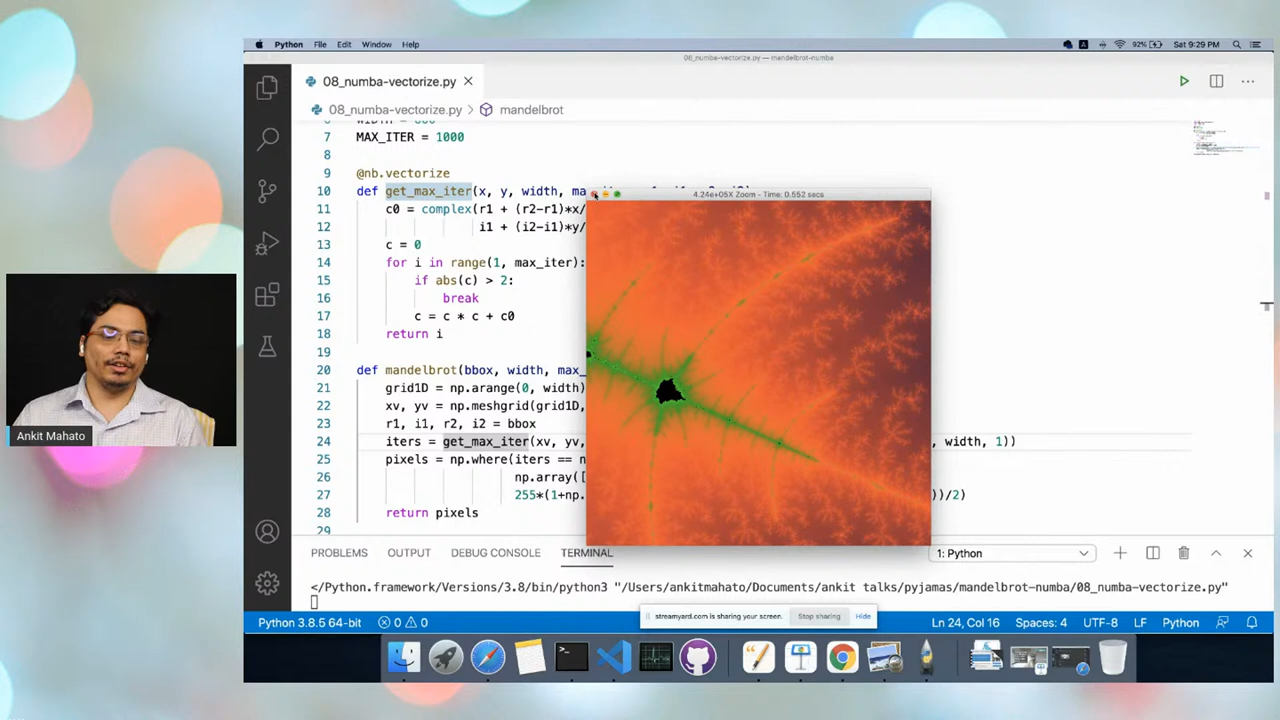 Python File Edit Window Help
92% Sat 9:29 PM
08_numba-vectorize.py — mandelbrot-numba
08_numba-vectorize.py
08_numba-vectorize.py > mandelbrot
7 MAX_ITER = 1000
8
9 @nb.vectorize
10 def get_max_iter(x, y, width,
11 c0 = complex(r1 + (r2-r1)*x/
12 i1 + (i2-i1)*y/
13 c = 0
14 for i in range(1, max_iter):
15 if abs(c) > 2:
16 break
17 c = c * c + c0
18 return i
19
20 def mandelbrot(bbox, width,
21 grid1D = np.arange(0, width)
22 xv, yv = np.meshgrid(grid1D,
23 r1, i1, r2, i2 = bbox
24 iters = get_max_iter(xv, yv, , width, 1))
25 pixels = np.where(iters ==
26 np.array([
27 255*(1+np. ))/2)
28 return pixels
29
4.24e+05X Zoom - Time: 0.552 secs
Ankit Mahato
PROBLEMS OUTPUT DEBUG CONSOLE TERMINAL 1: Python
</Python.framework/Versions/3.8/bin/python3 "/Users/ankitmahato/Documents/ankit talks/pyjamas/mandelbrot-numba/08_numba-vectorize.py"
streamyard.com is sharing your screen. Stop sharing Hide
Python 3.8.5 64-bit 0 0 Ln 24, Col 16 Spaces: 4 UTF-8 LF Python